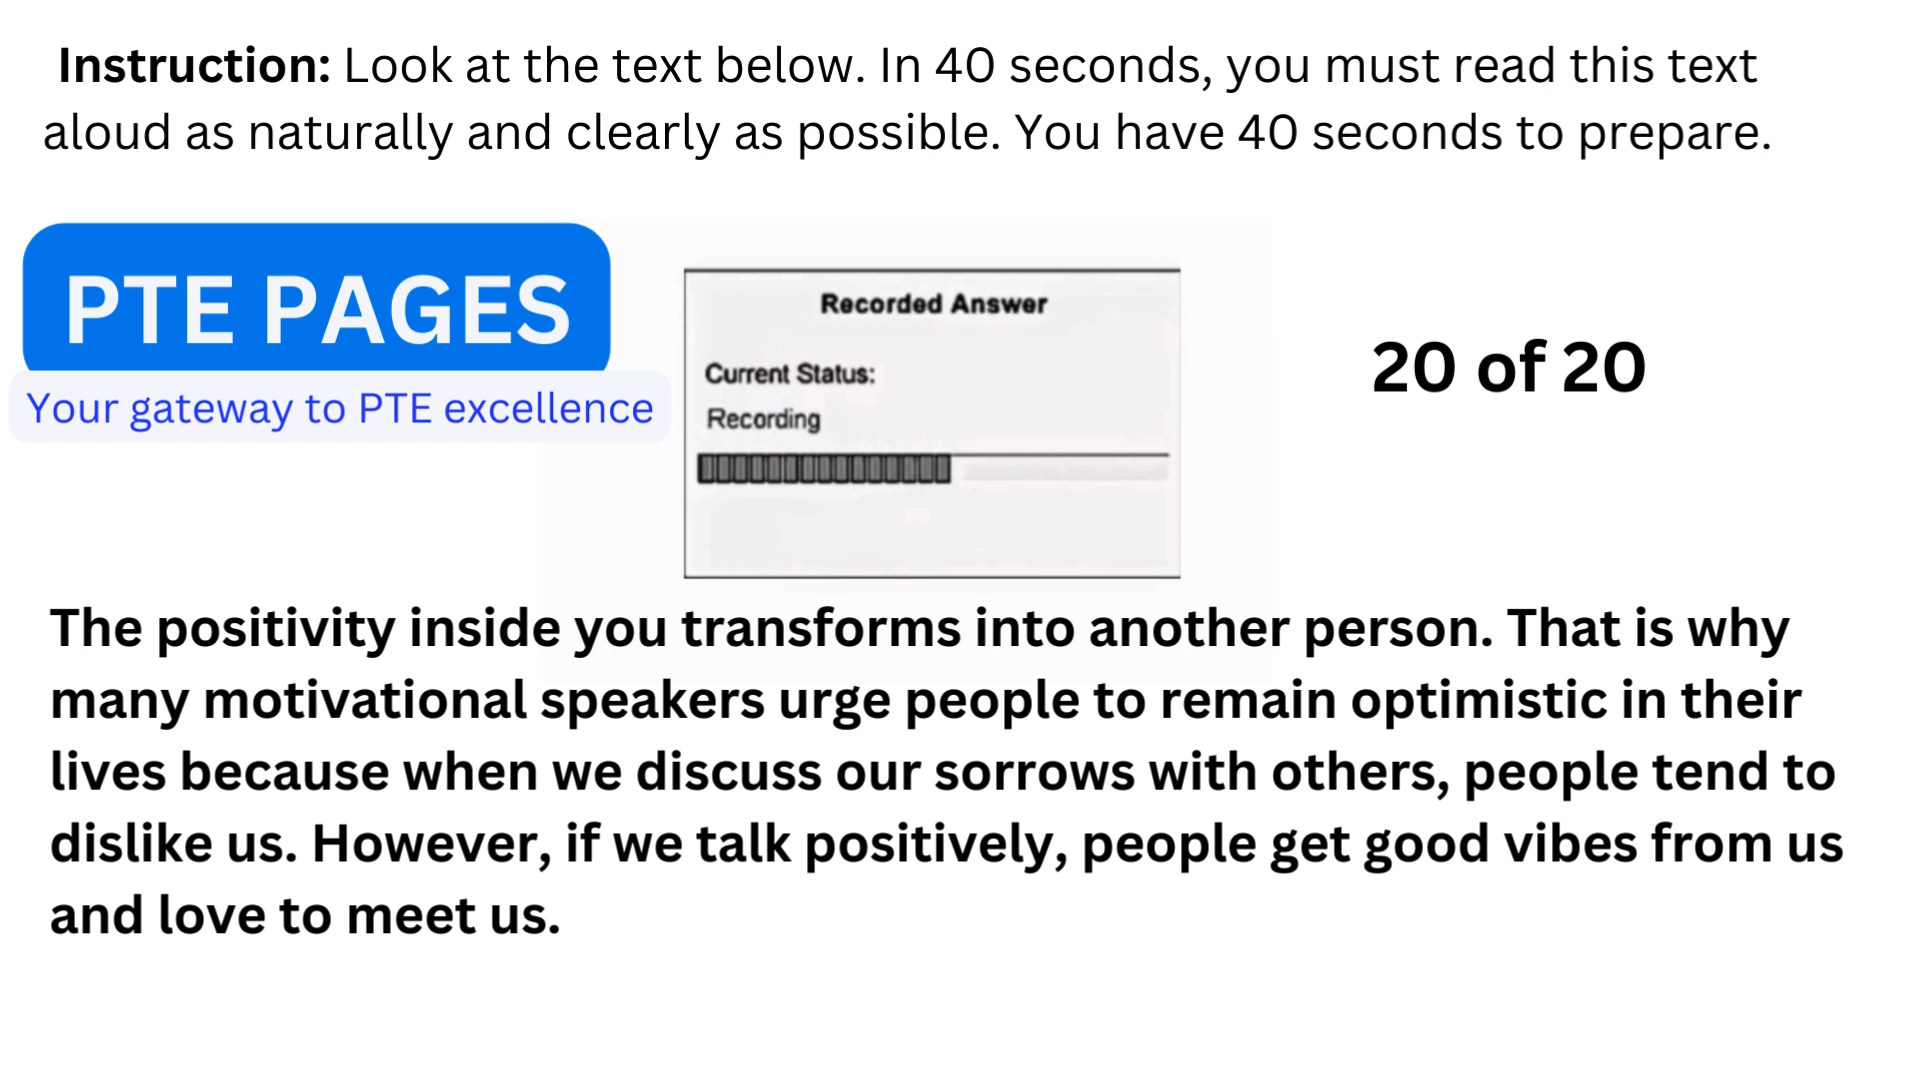 Instruction: Look at the text below. In 40 seconds, you must read this text
aloud as naturally and clearly as possible. You have 40 seconds to prepare.
PTE PAGES
Your gateway to PTE excellence
Recorded Answer
Current Status:
Recording
20 of 20
The positivity inside you transforms into another person. That is why
many motivational speakers urge people to remain optimistic in their
lives because when we discuss our sorrows with others, people tend to
dislike us. However, if we talk positively, people get good vibes from us
and love to meet us.